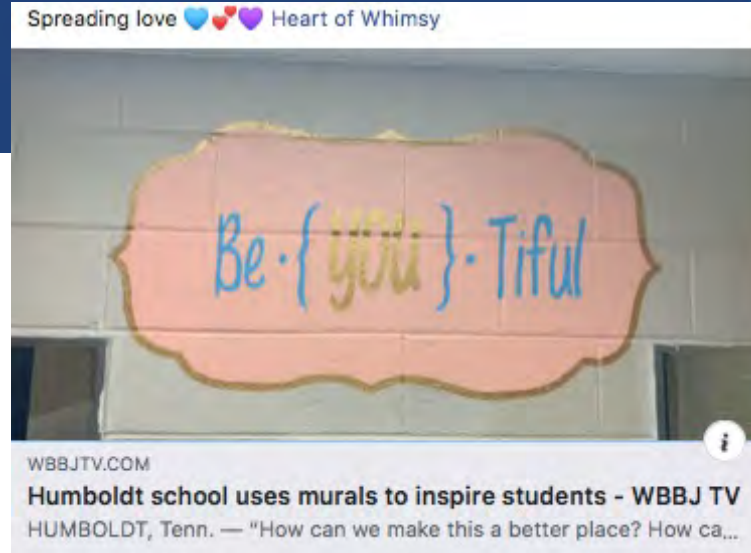 Spreading love 💙💕💜 Heart of Whimsy
Be·{you}·Tiful
i
WBBJTV.COM
Humboldt school uses murals to inspire students - WBBJ TV
HUMBOLDT, Tenn. — “How can we make this a better place? How ca...